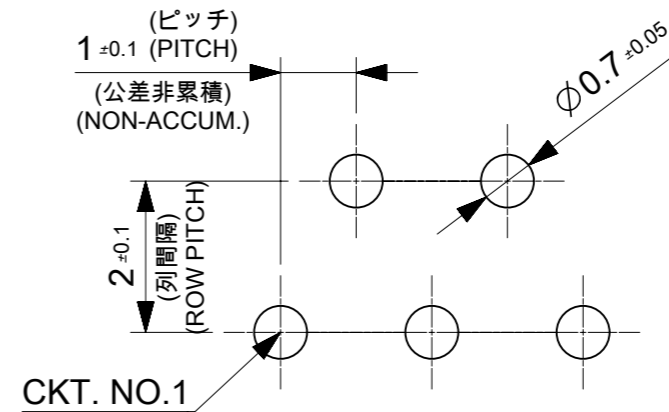 (ピッチ)
1 ±0.1 (PITCH)
(公差非累積)
(NON-ACCUM.)
∅0.7 ±0.05
2 ±0.1
(列間隔)
(ROW PITCH)
CKT. NO.1